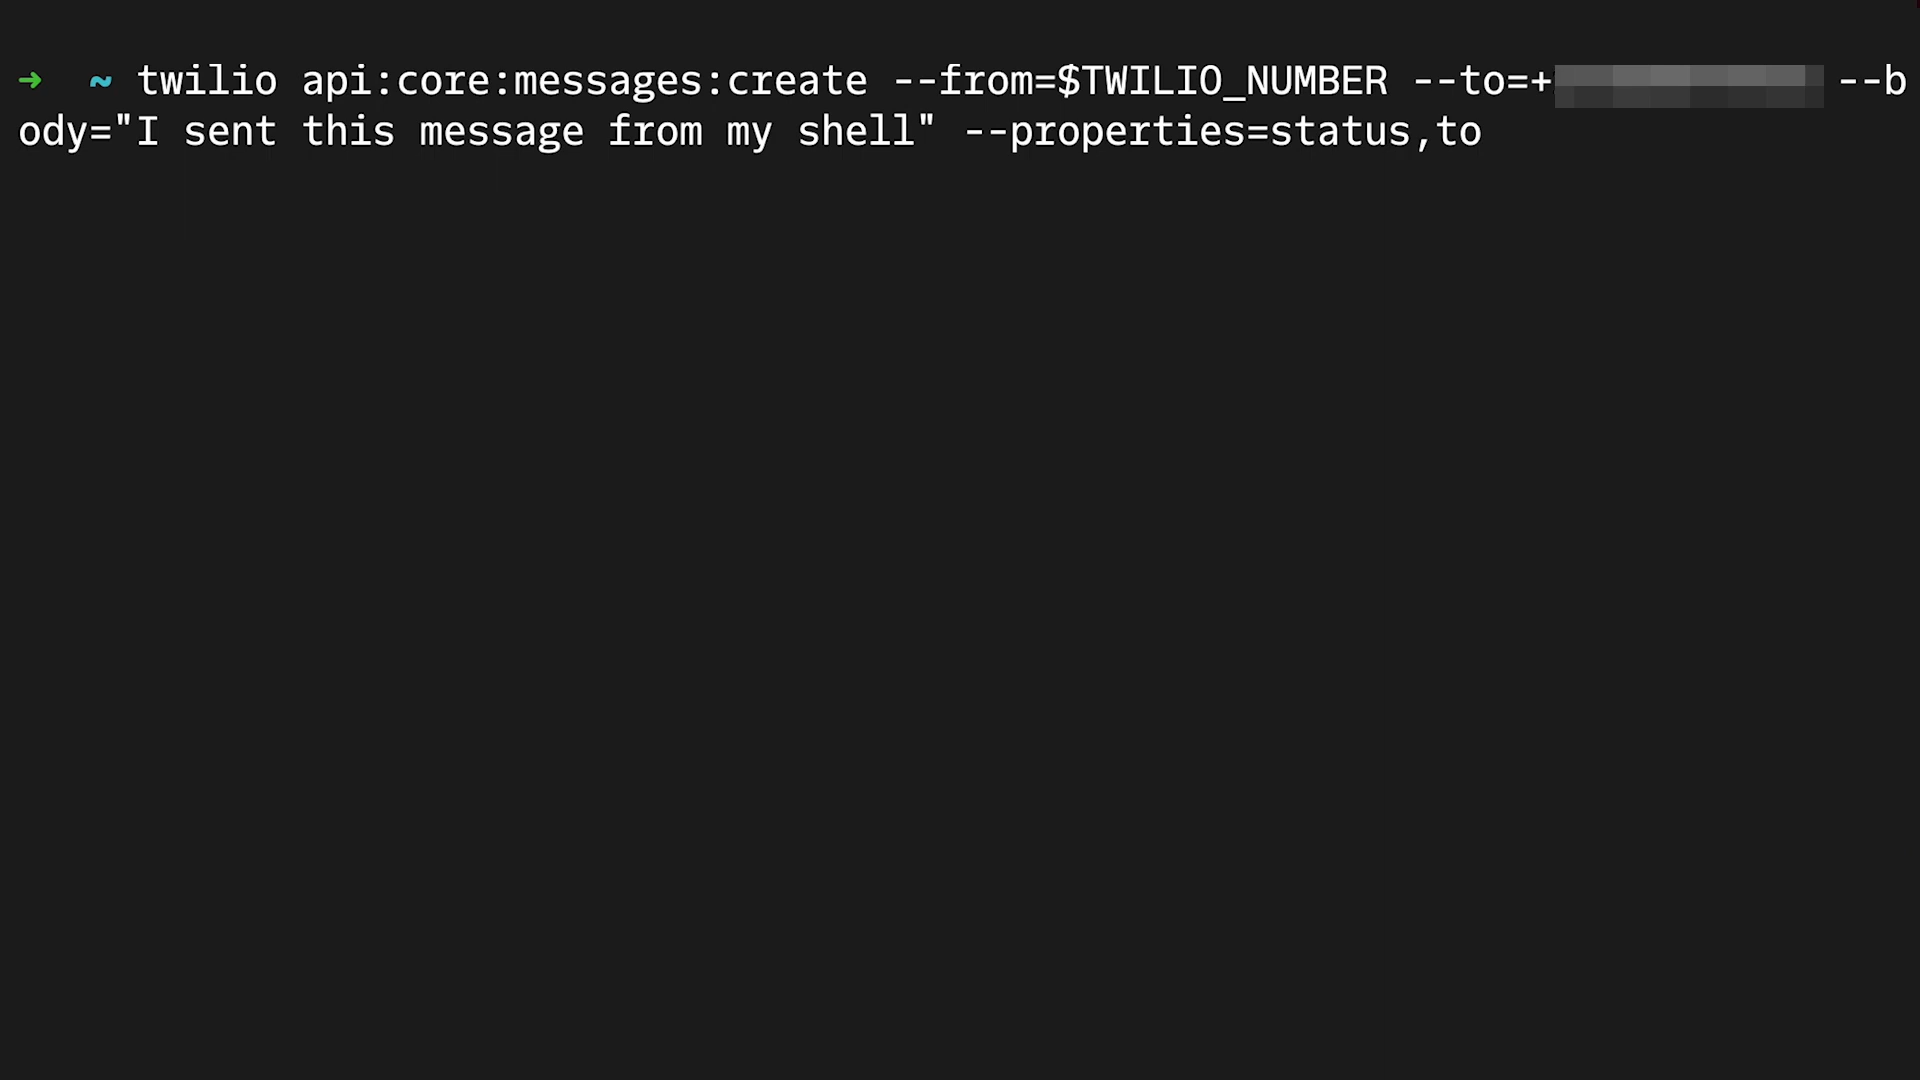 ➜ ~ twilio api:core:messages:create --from=$TWILIO_NUMBER --to=+ --b
ody="I sent this message from my shell" --properties=status,to